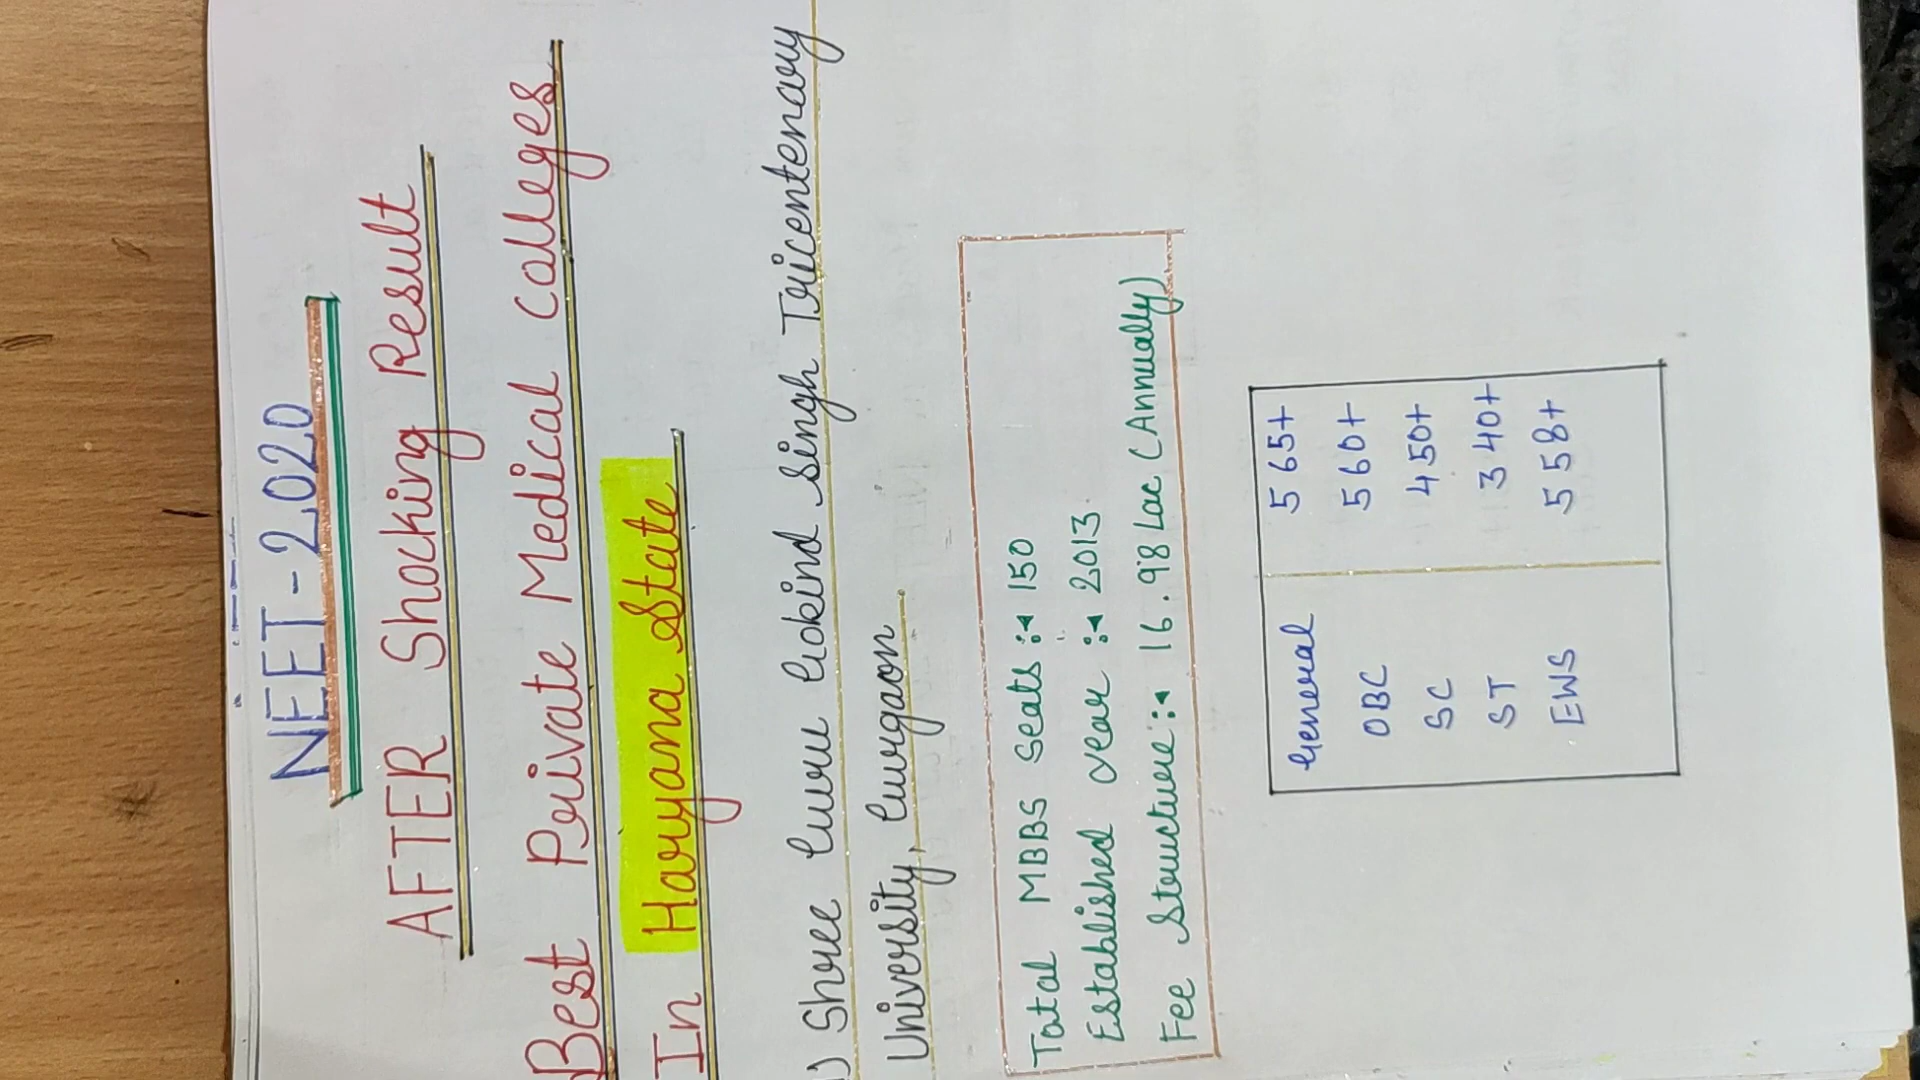 NEET-2020
AFTER Shocking Result
Best Private Medical Colleges
In Haryana State
1) Shree Guru Gobind Singh Tricentenary
University, Gurgaon.
Total MBBS Seats :- 150
Established year :- 2013
Fee Structure :- 16.98 Lac (Annually)
General 565+
OBC 560+
SC 450+
ST 340+
EWS 558+